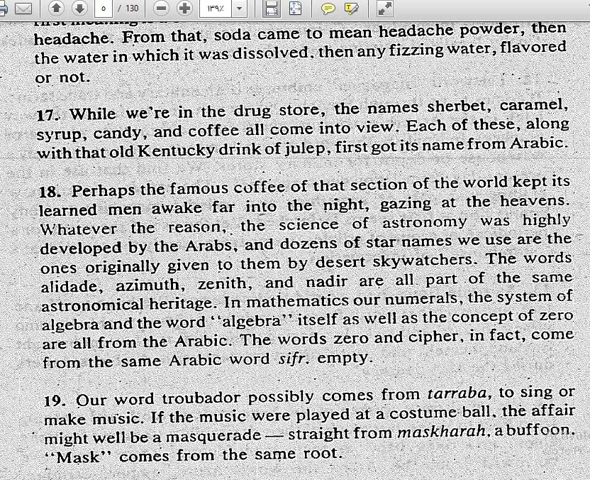 / 130
headache. From that, soda came to mean headache powder, then
the water in which it was dissolved, then any fizzing water, flavored
or not.
17. While we're in the drug store, the names sherbet, caramel,
syrup, candy, and coffee all come into view. Each of these, along
with that old Kentucky drink of julep, first got its name from Arabic.
18. Perhaps the famous coffee of that section of the world kept its
learned men awake far into the night, gazing at the heavens.
Whatever the reason, the science of astronomy was highly
developed by the Arabs, and dozens of star names we use are the
ones originally given to them by desert skywatchers. The words
alidade, azimuth, zenith, and nadir are all part of the same
astronomical heritage. In mathematics our numerals, the system of
algebra and the word "algebra" itself as well as the concept of zero
are all from the Arabic. The words zero and cipher, in fact, come
from the same Arabic word sifr. empty.
19. Our word troubador possibly comes from tarraba, to sing or
make music. If the music were played at a costume ball, the affair
might well be a masquerade — straight from maskharah, a buffoon.
"Mask" comes from the same root.